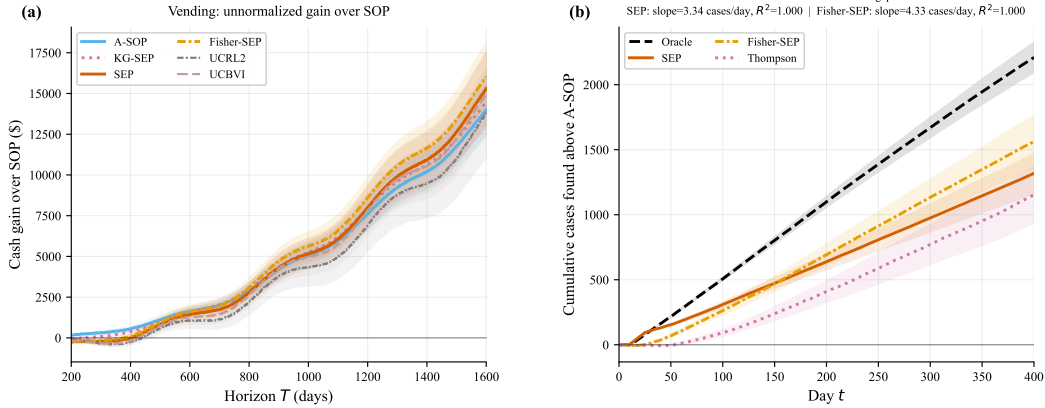 (a)
Vending: unnormalized gain over SOP
A-SOP
KG-SEP
SEP
Fisher-SEP
UCRL2
UCBVI
Cash gain over SOP ($)
17500
15000
12500
10000
7500
5000
2500
0
200
400
600
800
1000
1200
1400
1600
Horizon T (days)
(b)
SEP: slope=3.34 cases/day, R²=1.000 | Fisher-SEP: slope=4.33 cases/day, R²=1.000
Oracle
SEP
Fisher-SEP
Thompson
Cumulative cases found above A-SOP
2000
1500
1000
500
0
0
50
100
150
200
250
300
350
400
Day t